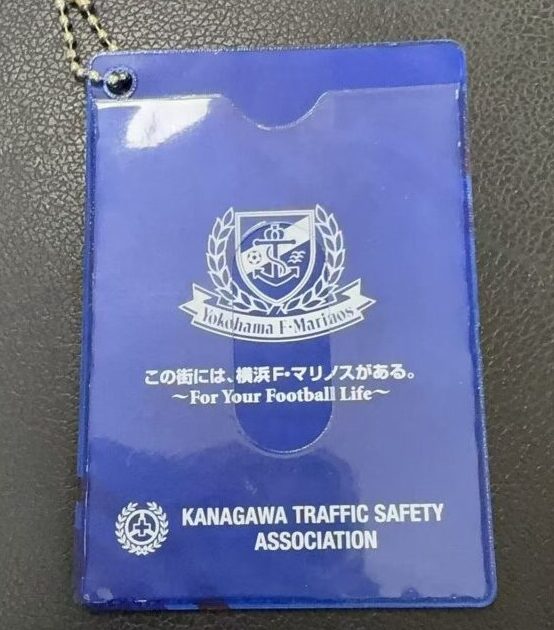 Yokohama F·Marinos
この街には、横浜F・マリノスがある。
～For Your Football Life～
KANAGAWA TRAFFIC SAFETY
ASSOCIATION